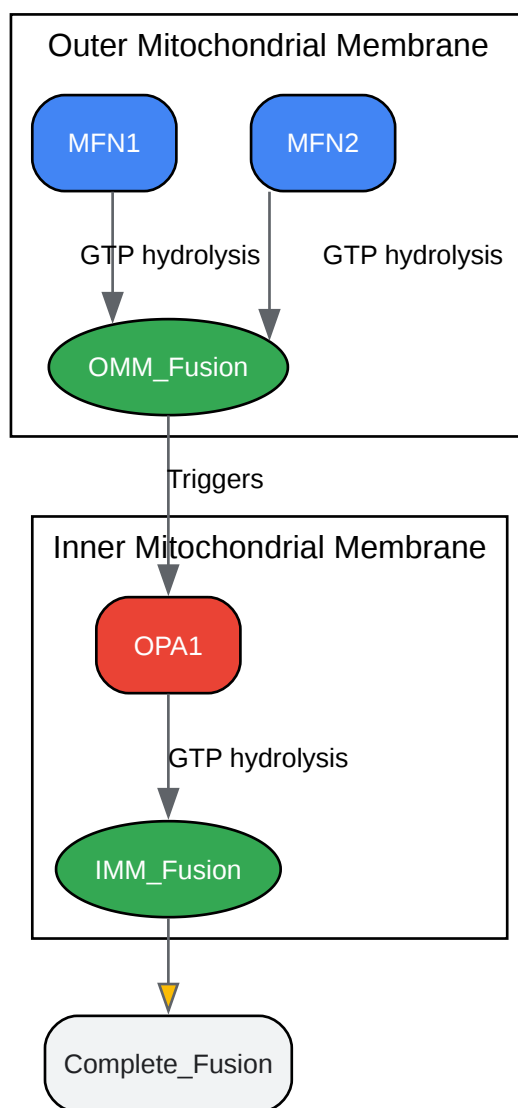 Outer Mitochondrial Membrane
MFN1
MFN2
GTP hydrolysis
GTP hydrolysis
OMM_Fusion
Triggers
Inner Mitochondrial Membrane
OPA1
GTP hydrolysis
IMM_Fusion
Complete_Fusion